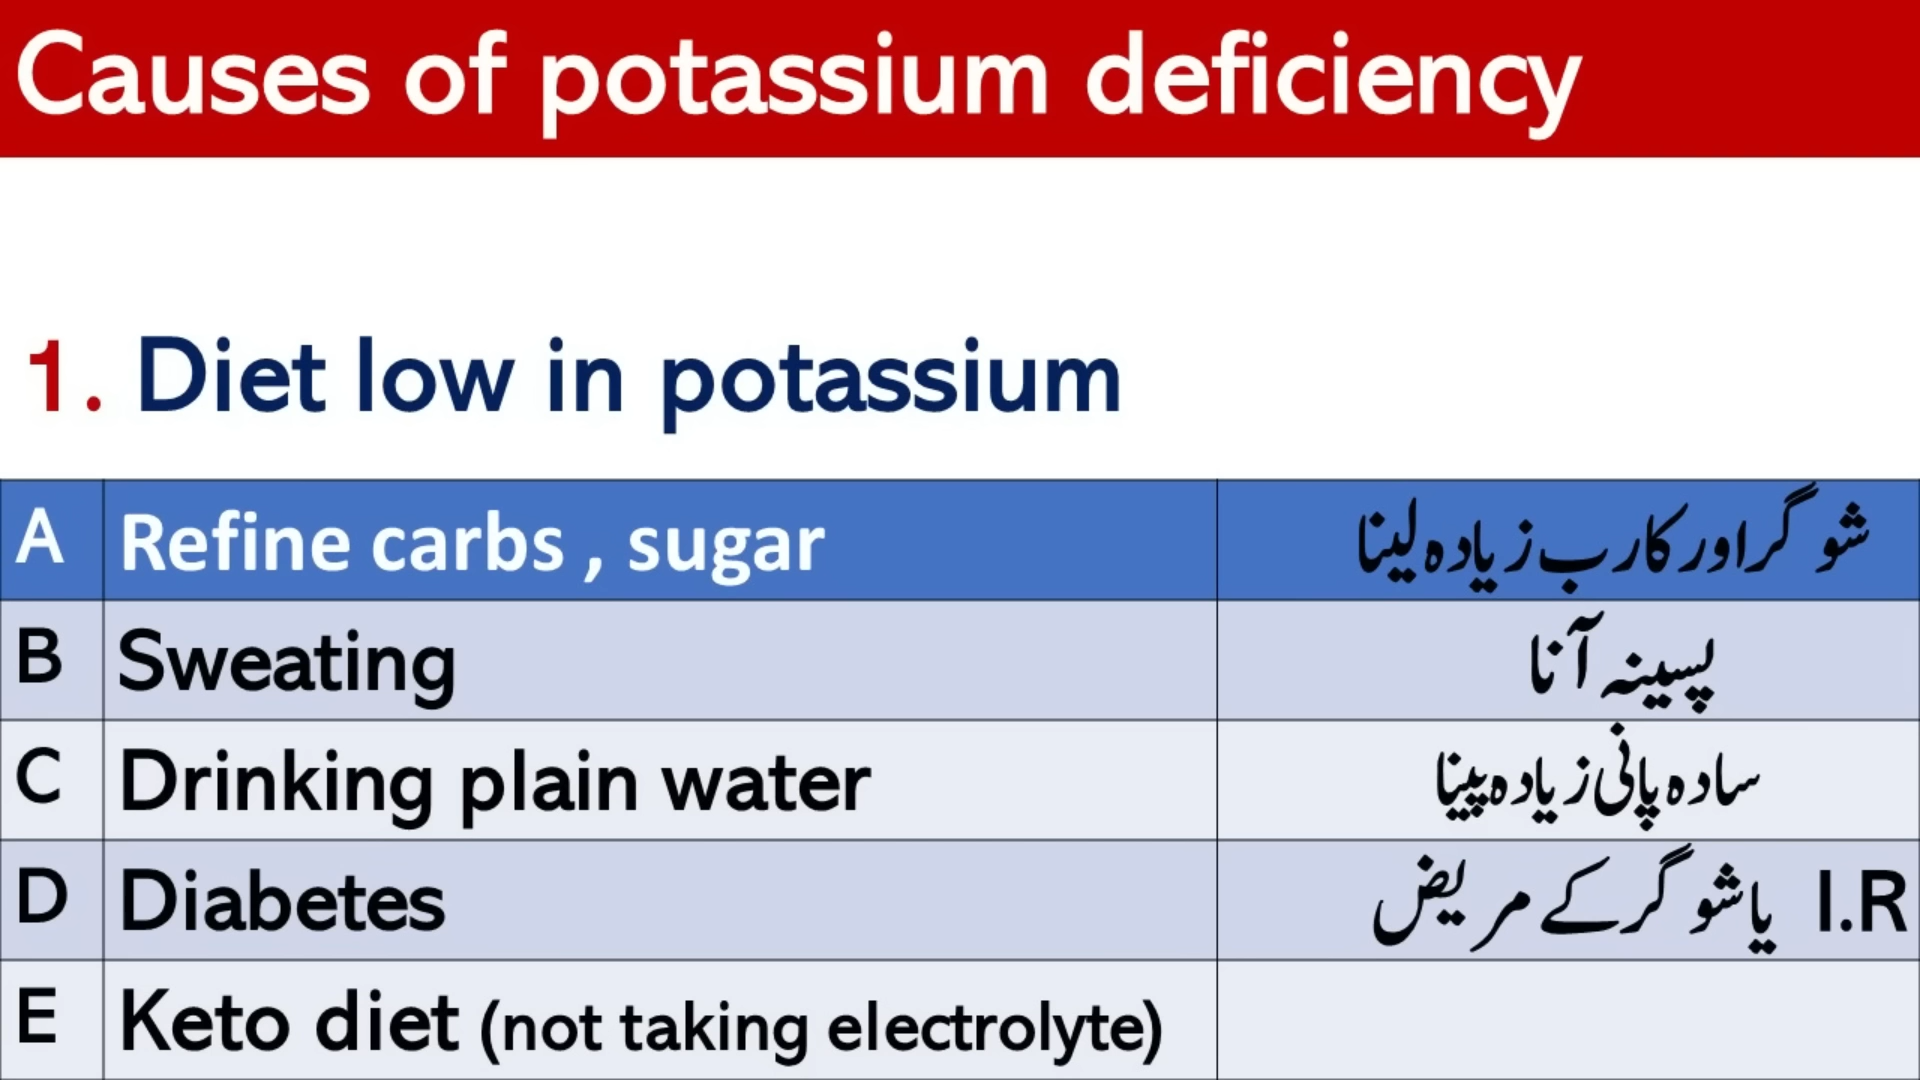 Causes of potassium deficiency
1. Diet low in potassium
A Refine carbs , sugar شوگر اور کارب زیادہ لینا
B Sweating پسینہ آنا
C Drinking plain water سادہ پانی زیادہ پینا
D Diabetes I.R یا شوگر کے مریض
E Keto diet (not taking electrolyte)